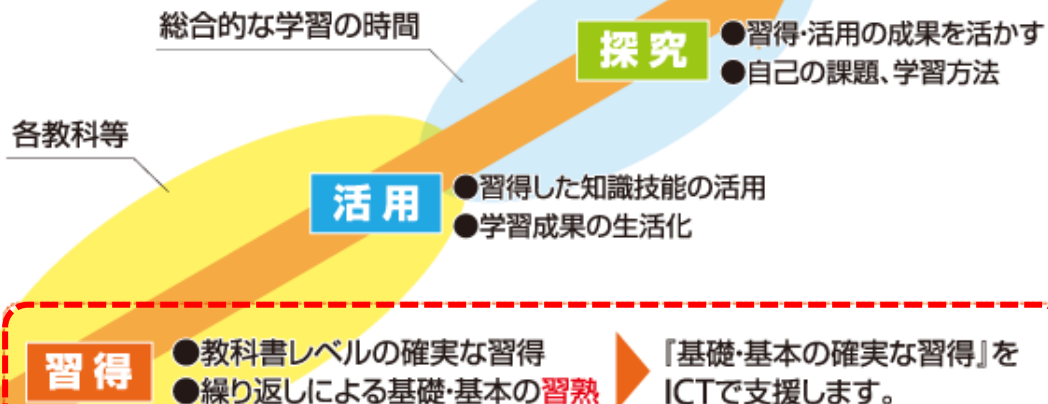 総合的な学習の時間
探究
●習得・活用の成果を活かす
●自己の課題、学習方法
各教科等
活用
●習得した知識技能の活用
●学習成果の生活化
習得
●教科書レベルの確実な習得
●繰り返しによる基礎・基本の習熟
『基礎・基本の確実な習得』を
ICTで支援します。